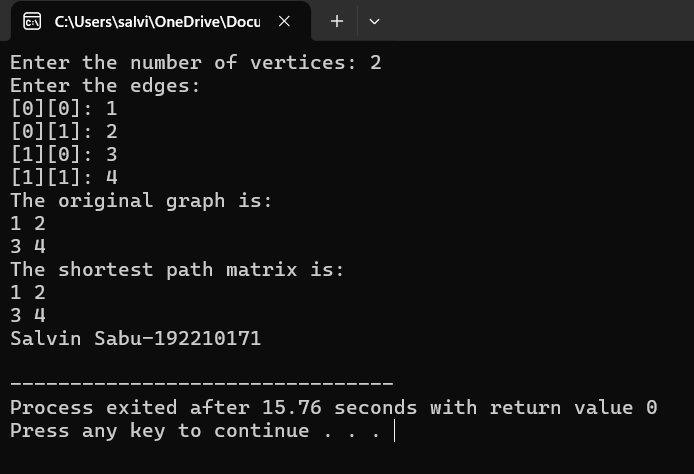 C:\Users\salvi\OneDrive\Docu
Enter the number of vertices: 2
Enter the edges:
[0][0]: 1
[0][1]: 2
[1][0]: 3
[1][1]: 4
The original graph is:
1 2
3 4
The shortest path matrix is:
1 2
3 4
Salvin Sabu-192210171
--------------------------------
Process exited after 15.76 seconds with return value 0
Press any key to continue . . .